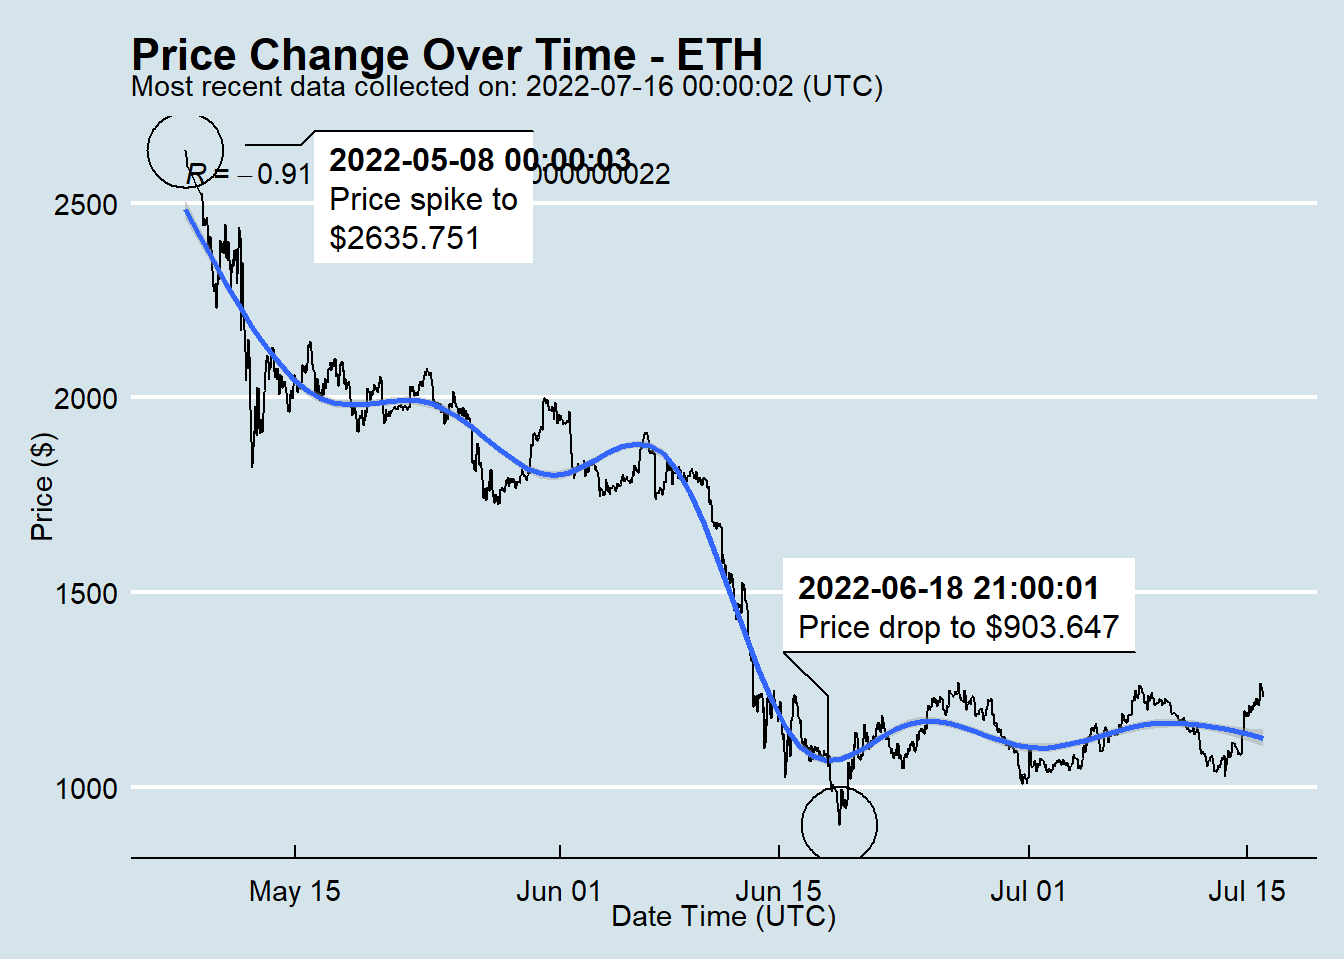 Price Change Over Time - ETH
Most recent data collected on: 2022-07-16 00:00:02 (UTC)
2022-05-08 00:00:03
R = −0.91
000000022
Price spike to
$2635.751
2500
2000
1500
1000
Price ($)
2022-06-18 21:00:01
Price drop to $903.647
May 15
Jun 01
Jun 15
Jul 01
Jul 15
Date Time (UTC)